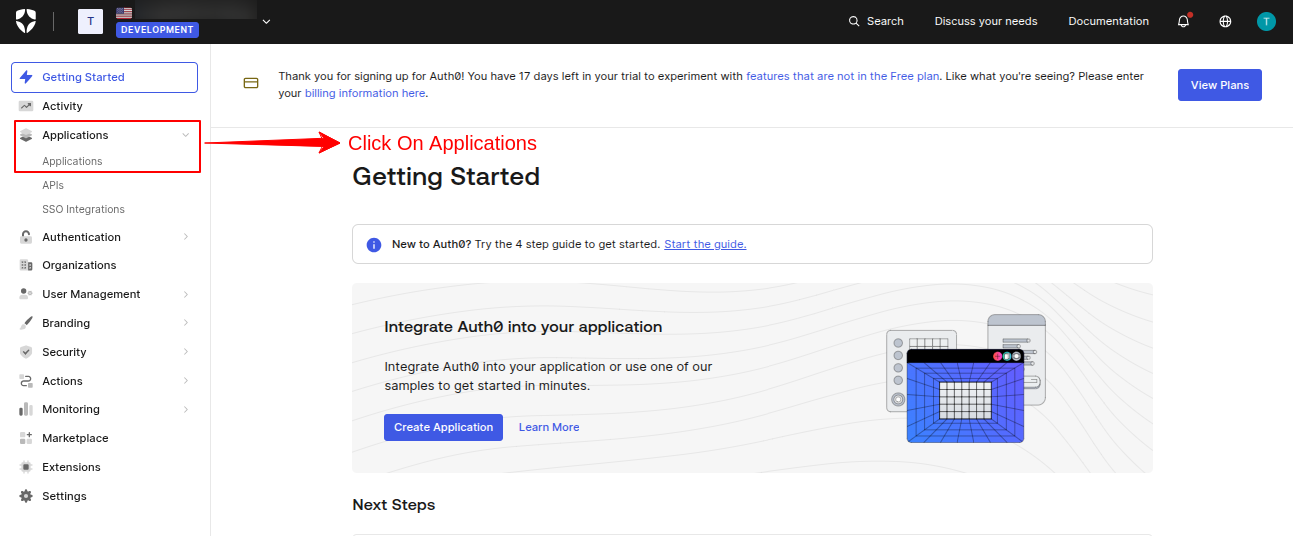 T
DEVELOPMENT
Search
Discuss your needs
Documentation
T
Getting Started
Activity
Applications
Applications
APIs
SSO Integrations
Authentication
Organizations
User Management
Branding
Security
Actions
Monitoring
Marketplace
Extensions
Settings
Thank you for signing up for Auth0! You have 17 days left in your trial to experiment with features that are not in the Free plan. Like what you're seeing? Please enter
your billing information here.
View Plans
Click On Applications
Getting Started
New to Auth0? Try the 4 step guide to get started. Start the guide.
Integrate Auth0 into your application
Integrate Auth0 into your application or use one of our
samples to get started in minutes.
Create Application
Learn More
Next Steps